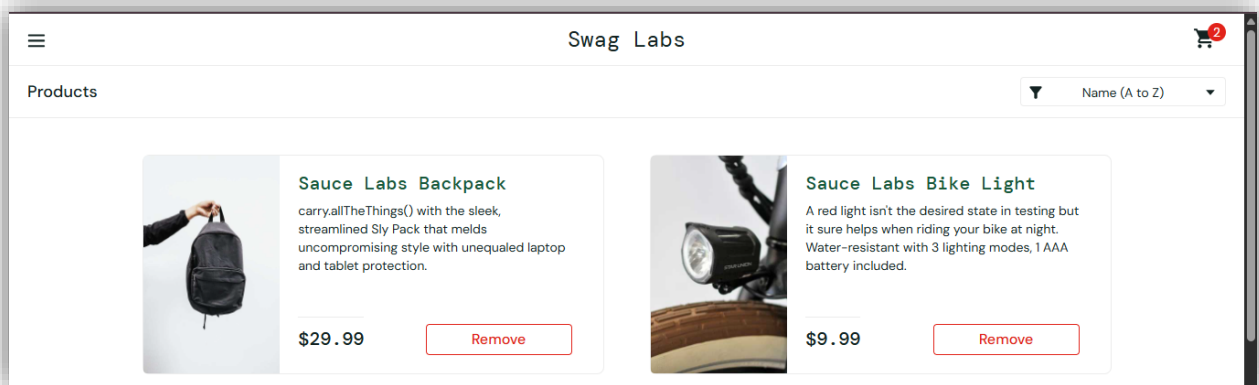 Swag Labs
2
Products
Name (A to Z)
Sauce Labs Backpack
carry.allTheThings() with the sleek,
streamlined Sly Pack that melds
uncompromising style with unequaled laptop
and tablet protection.
$29.99
Remove
Sauce Labs Bike Light
A red light isn't the desired state in testing but
it sure helps when riding your bike at night.
Water-resistant with 3 lighting modes, 1 AAA
battery included.
$9.99
Remove